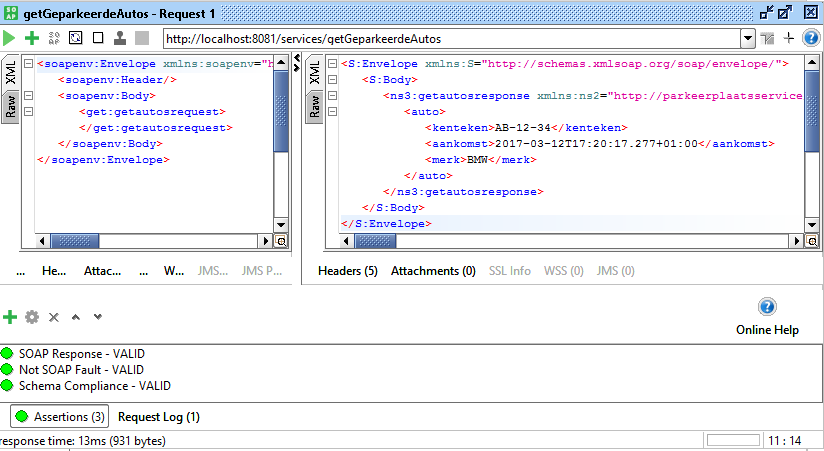 getGeparkeerdeAutos - Request 1
http://localhost:8081/services/getGeparkeerdeAutos
XML
Raw
<soapenv:Envelope xmlns:soapenv="h
<soapenv:Header/>
<soapenv:Body>
<get:getautosrequest>
</get:getautosrequest>
</soapenv:Body>
</soapenv:Envelope>
XML
Raw
<S:Envelope xmlns:S="http://schemas.xmlsoap.org/soap/envelope/">
<S:Body>
<ns3:getautosresponse xmlns:ns2="http://parkeerplaatsservice
<auto>
<kenteken>AB-12-34</kenteken>
<aankomst>2017-03-12T17:20:17.277+01:00</aankomst>
<merk>BMW</merk>
</auto>
</ns3:getautosresponse>
</S:Body>
</S:Envelope>
... He... Attac... ... W... JMS... JMS P...
Headers (5) Attachments (0) SSL Info WSS (0) JMS (0)
Online Help
SOAP Response - VALID
Not SOAP Fault - VALID
Schema Compliance - VALID
Assertions (3) Request Log (1)
response time: 13ms (931 bytes)
11 : 14